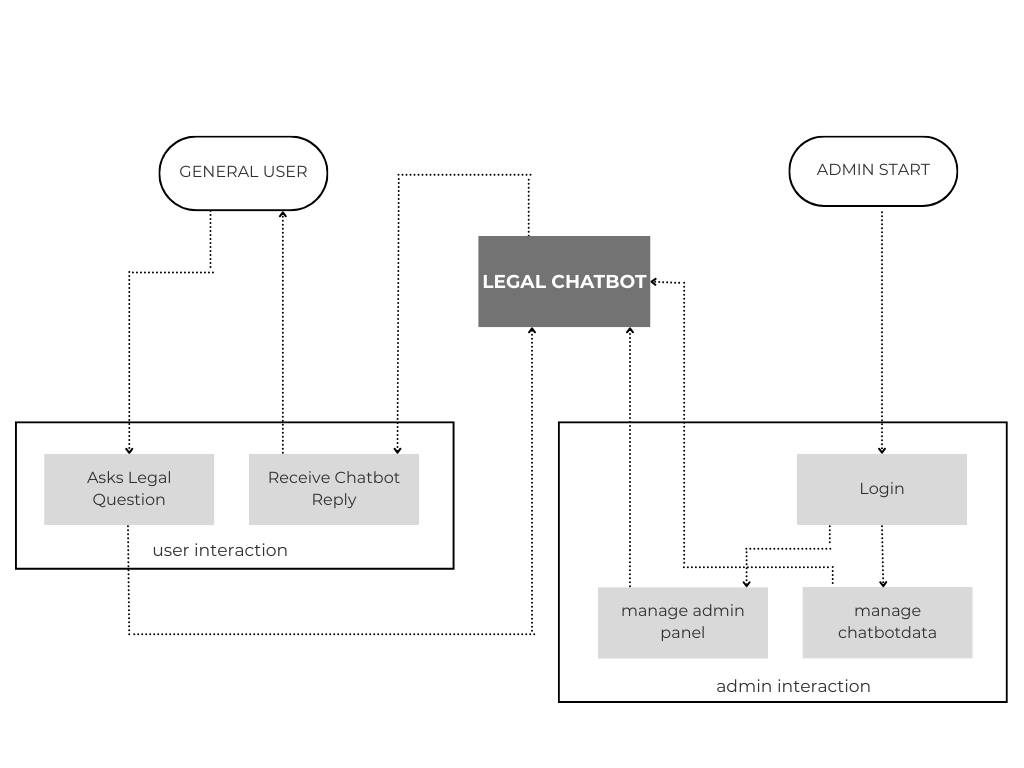 GENERAL USER
ADMIN START
LEGAL CHATBOT
Asks Legal
Question
Receive Chatbot
Reply
user interaction
Login
manage admin
panel
manage
chatbotdata
admin interaction